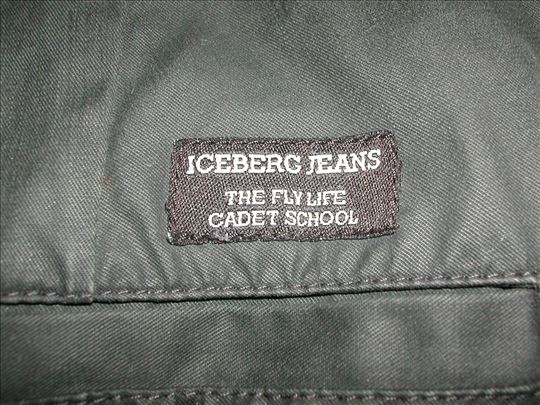 ICEBERG JEANS
THE FLY LIFE
CADET SCHOOL